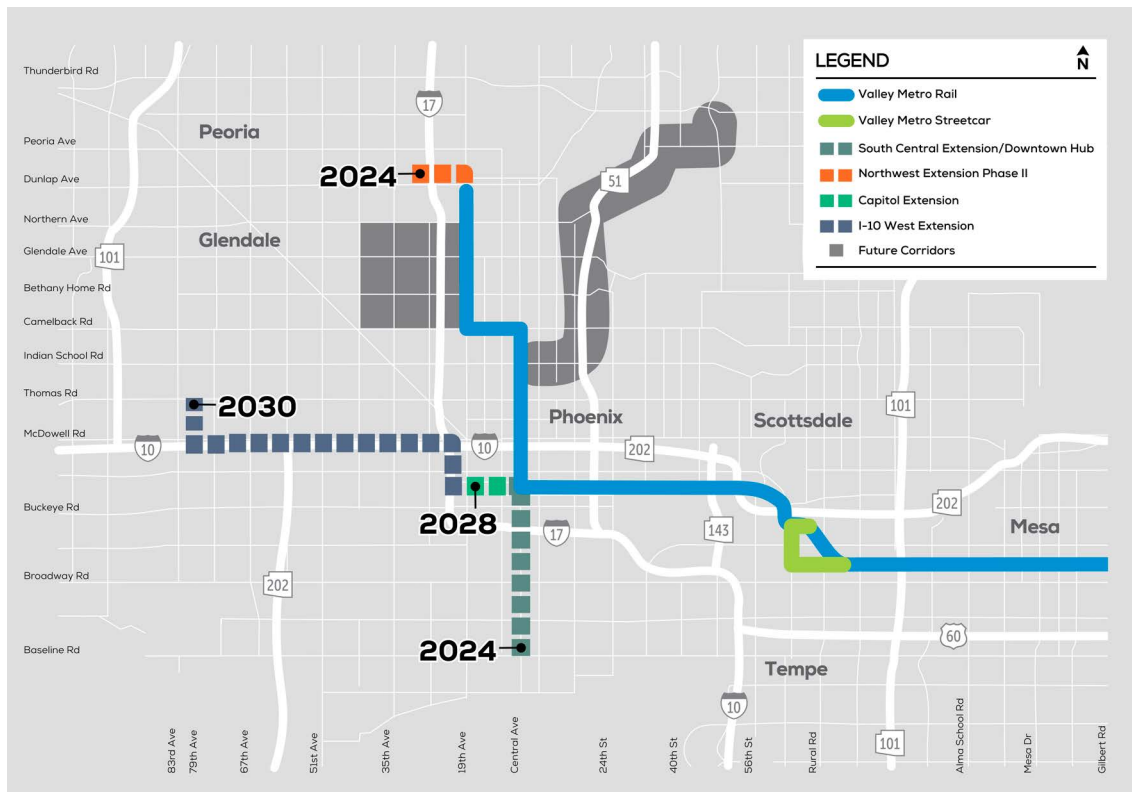 LEGEND
N
Valley Metro Rail
Valley Metro Streetcar
South Central Extension/Downtown Hub
Northwest Extension Phase II
Capitol Extension
I-10 West Extension
Future Corridors
Thunderbird Rd
Peoria Ave
Dunlap Ave
Northern Ave
Glendale Ave
Bethany Home Rd
Camelback Rd
Indian School Rd
Thomas Rd
McDowell Rd
Buckeye Rd
Broadway Rd
Baseline Rd
17
Peoria
2024
51
Glendale
101
2030
Phoenix
Scottsdale
101
10
10
202
2028
17
143
202
Mesa
202
2024
60
Tempe
10
101
83rd Ave
79th Ave
67th Ave
51st Ave
35th Ave
19th Ave
Central Ave
24th St
40th St
56th St
Rural Rd
Alma School Rd
Mesa Dr
Gilbert Rd